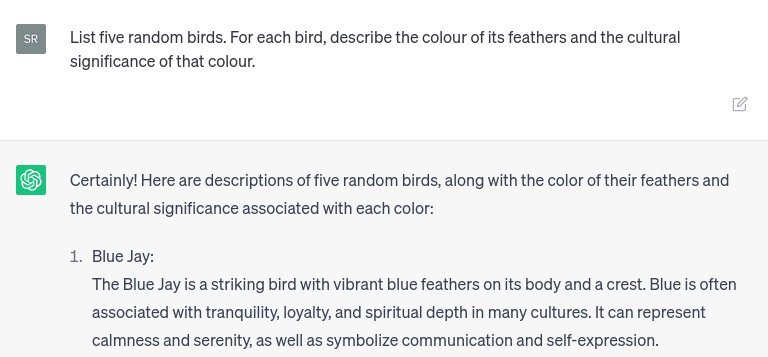 SR
List five random birds. For each bird, describe the colour of its feathers and the cultural
significance of that colour.
Certainly! Here are descriptions of five random birds, along with the color of their feathers and
the cultural significance associated with each color:
1. Blue Jay:
The Blue Jay is a striking bird with vibrant blue feathers on its body and a crest. Blue is often
associated with tranquility, loyalty, and spiritual depth in many cultures. It can represent
calmness and serenity, as well as symbolize communication and self-expression.